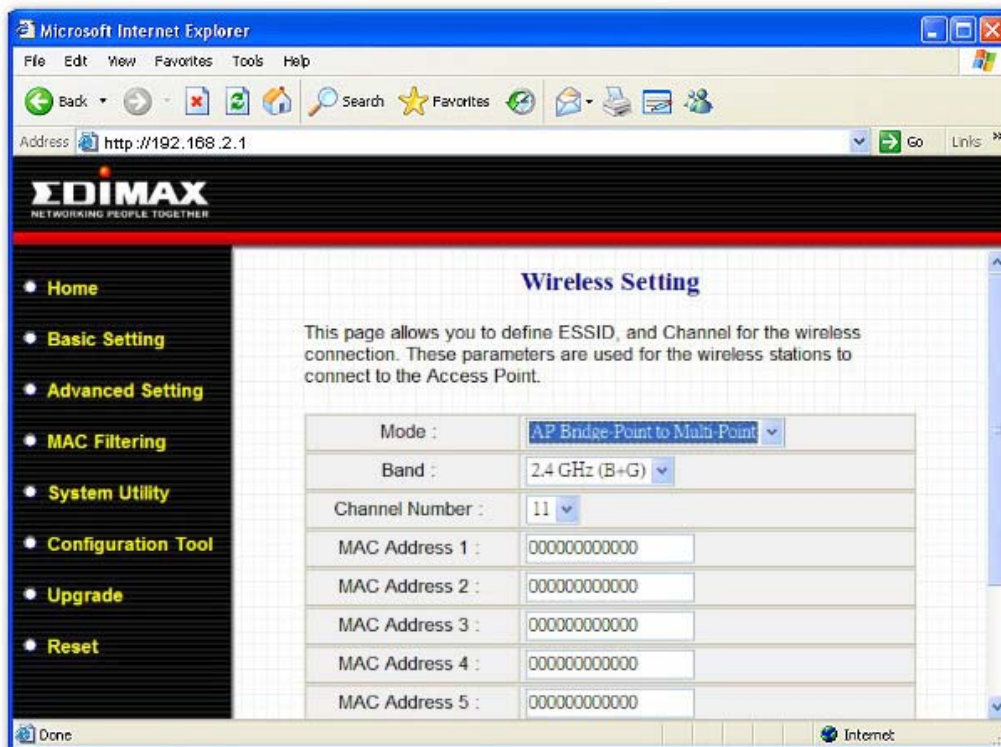 Microsoft Internet Explorer
File Edit View Favorites Tools Help
Back Search Favorites
Address http://192.168.2.1 Go Links »
EDIMAX
NETWORKING PEOPLE TOGETHER
Home
Basic Setting
Advanced Setting
MAC Filtering
System Utility
Configuration Tool
Upgrade
Reset
Wireless Setting
This page allows you to define ESSID, and Channel for the wireless
connection. These parameters are used for the wireless stations to
connect to the Access Point.
Mode : AP Bridge-Point to Multi-Point
Band : 2.4 GHz (B+G)
Channel Number : 11
MAC Address 1 : 000000000000
MAC Address 2 : 000000000000
MAC Address 3 : 000000000000
MAC Address 4 : 000000000000
MAC Address 5 : 000000000000
Done Internet